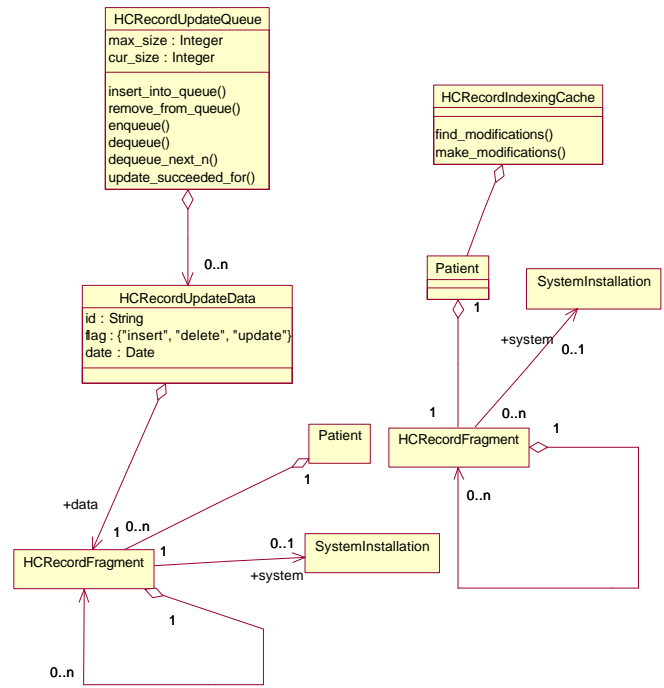 HCRecordUpdateQueue
max_size : Integer
cur_size : Integer
insert_into_queue()
remove_from_queue()
enqueue()
dequeue()
dequeue_next_n()
update_succeeded_for()
0..n
HCRecordUpdateData
id : String
flag : {"insert", "delete", "update"}
date : Date
+data
1
0..n
Patient
1
HCRecordFragment
1
0..1
+system
SystemInstallation
1
0..n
HCRecordIndexingCache
find_modifications()
make_modifications()
Patient
1
SystemInstallation
+system
0..1
1
0..n
HCRecordFragment
1
0..n